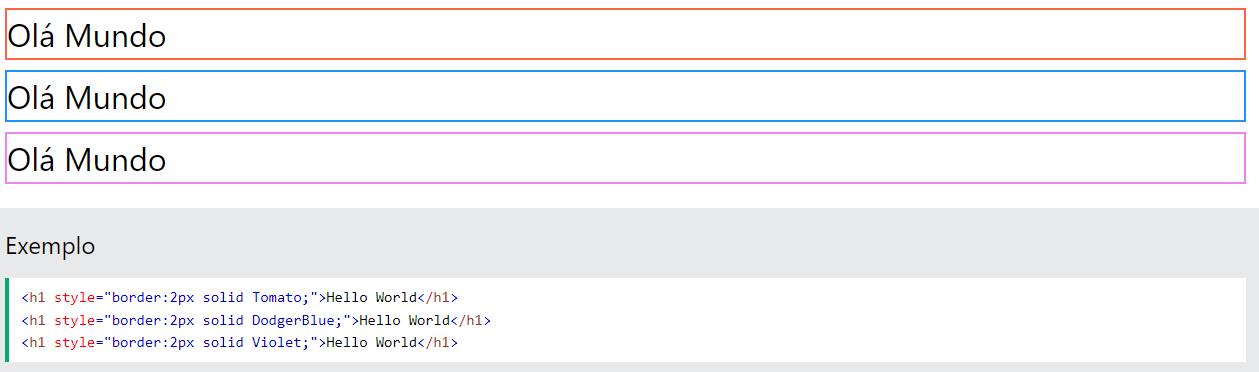 Olá Mundo
Olá Mundo
Olá Mundo
Exemplo
<h1 style="border:2px solid Tomato;">Hello World</h1>
<h1 style="border:2px solid DodgerBlue;">Hello World</h1>
<h1 style="border:2px solid Violet;">Hello World</h1>